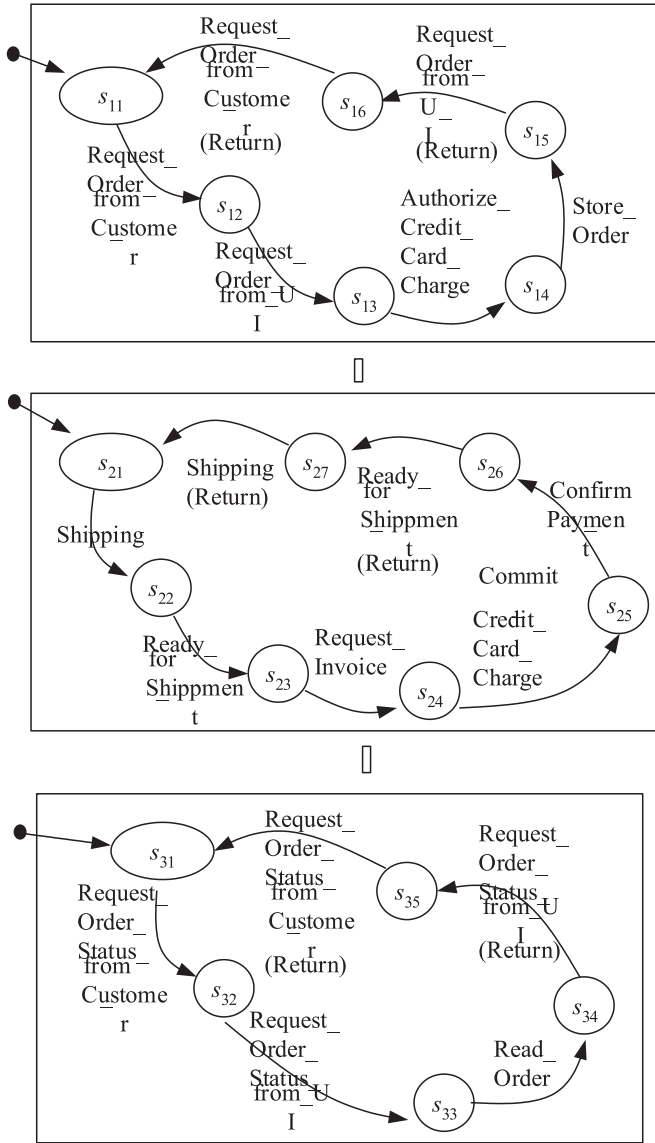 Request_
Order_
from_
Custome
r
(Return)
Request_
Order_
from_
U_
I
(Return)
s11
s16
s15
Request_
Order_
from_
Custome
r
s12
Authorize_
Credit_
Card_
Charge
Store_
Order
Request_
Order_
from_U
I
s13
s14
s21
s27
s26
Shipping
(Return)
Ready_
for_
Shippmen
t
(Return)
Confirm_
Paymen
t
Shipping
Commit
s22
s25
Ready_
for_
Shippmen
t
Request_
Invoice
Credit_
Card_
Charge
s23
s24
Request_
Order_
Status_
from_
Custome
r
(Return)
Request_
Order_
Status_
from_U
I
(Return)
s31
s35
Request_
Order_
Status_
from_
Custome
r
s32
s34
Request_
Order_
Status_
from_U
I
Read_
Order
s33